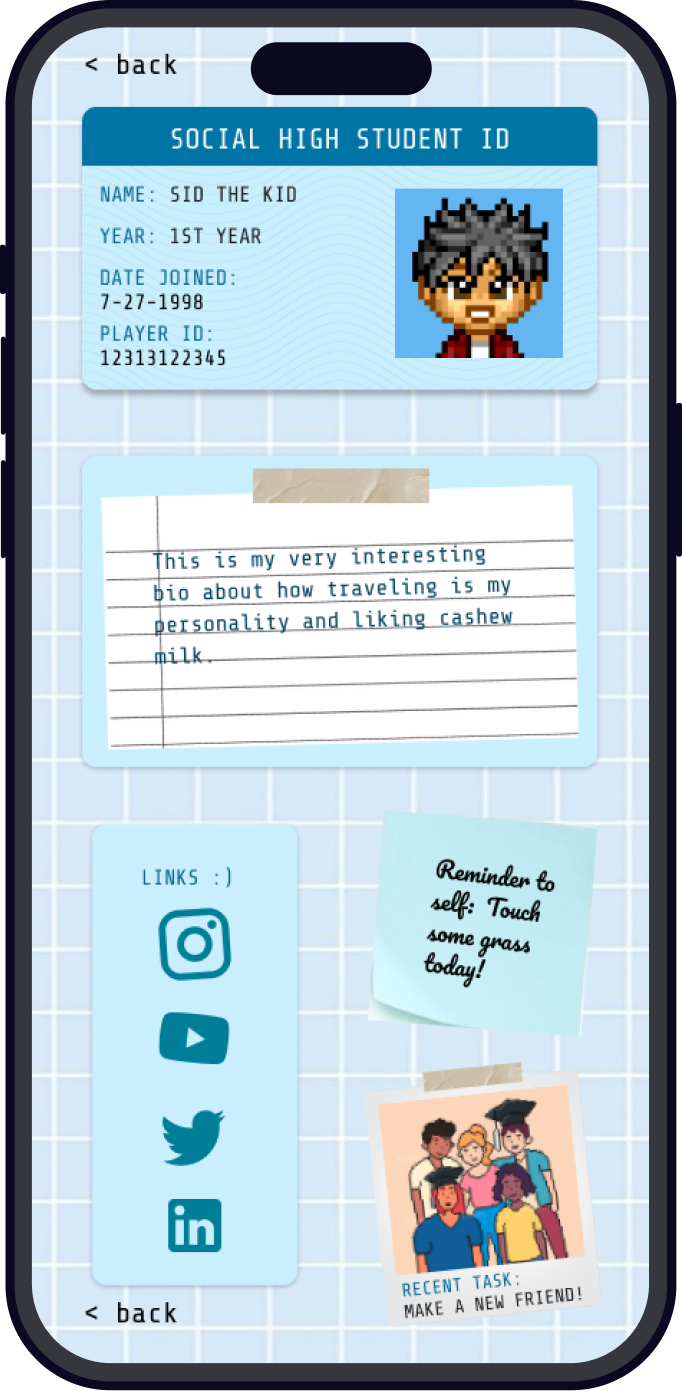 < back
SOCIAL HIGH STUDENT ID
NAME: SID THE KID
YEAR: 1ST YEAR
DATE JOINED:
7-27-1998
PLAYER ID:
12313122345
This is my very interesting
bio about how traveling is my
personality and liking cashew
milk.
LINKS :)
in
Reminder to
self: Touch
some grass
today!
RECENT TASK:
MAKE A NEW FRIEND!
< back